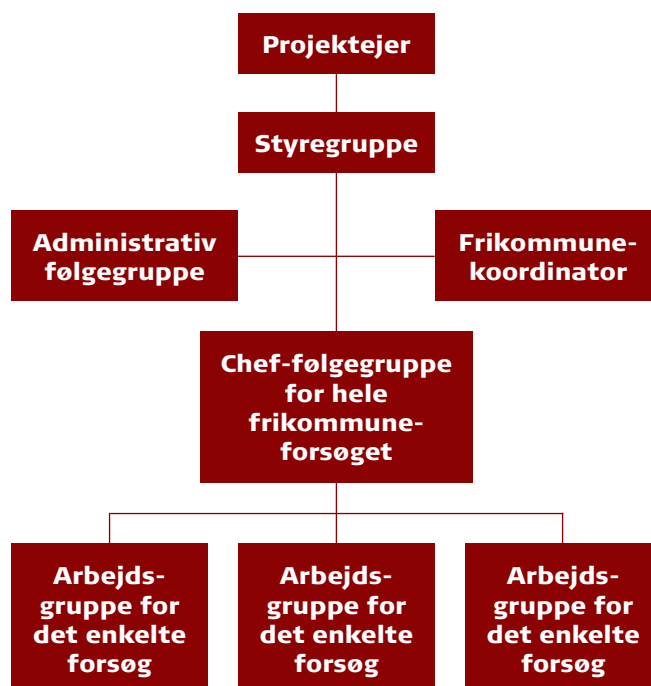 Projektejer
Styregruppe
Administrativ
følgegruppe
Frikommune-
koordinator
Chef-følgegruppe
for hele
frikommune-
forsøget
Arbejds-
gruppe for
det enkelte
forsøg
Arbejds-
gruppe for
det enkelte
forsøg
Arbejds-
gruppe for
det enkelte
forsøg